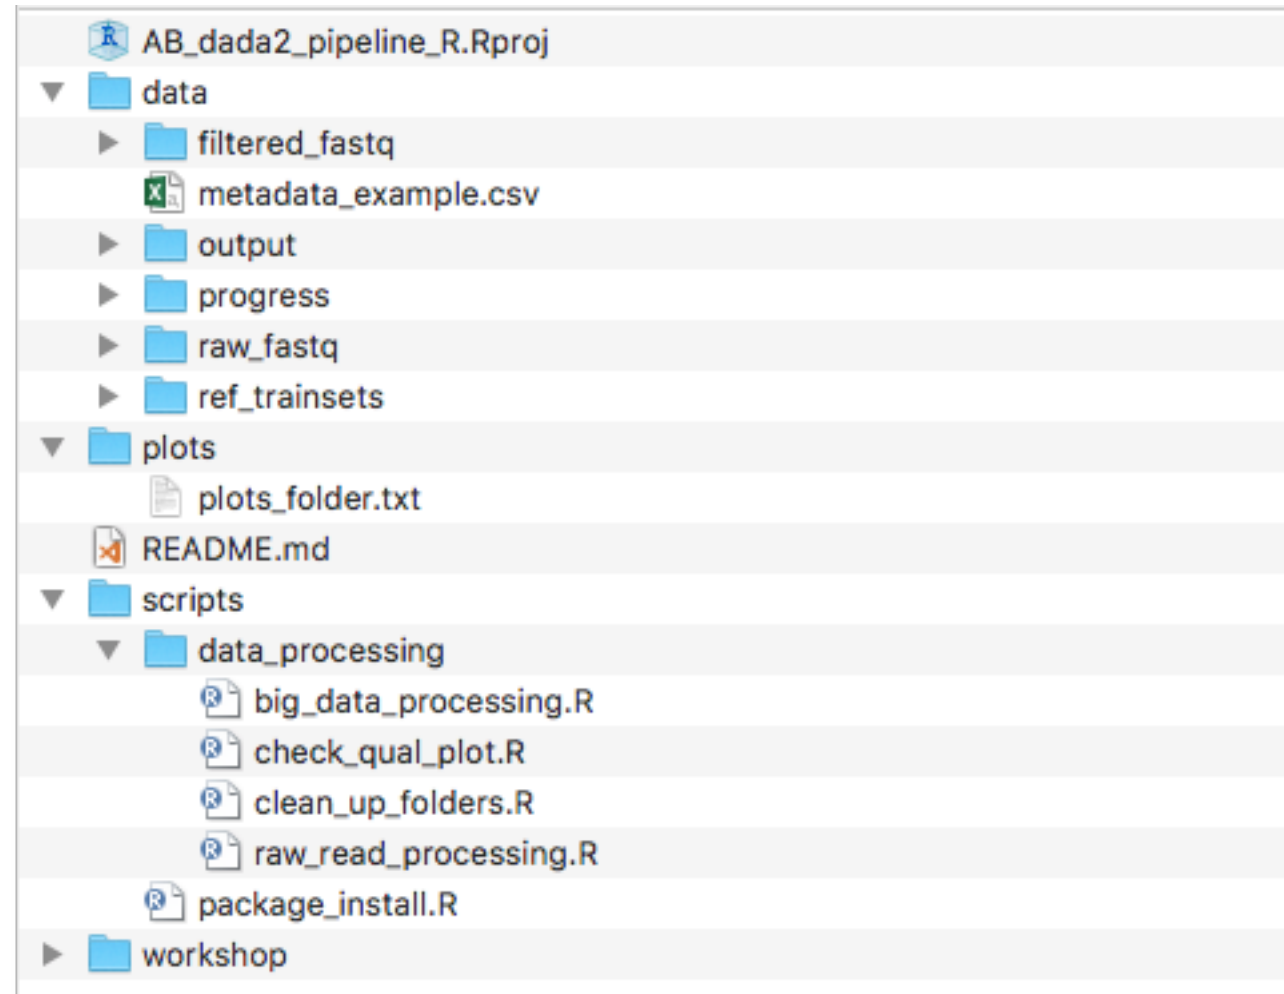 AB_dada2_pipeline_R.Rproj
data
filtered_fastq
metadata_example.csv
output
progress
raw_fastq
ref_trainsets
plots
plots_folder.txt
README.md
scripts
data_processing
big_data_processing.R
check_qual_plot.R
clean_up_folders.R
raw_read_processing.R
package_install.R
workshop